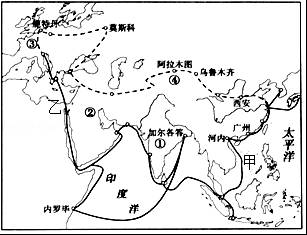 鹿特丹
莫斯科
③
阿拉木图
乌鲁木齐
④
西安
乙
②
加尔各答
广州
河内
太平洋
①
甲
印度洋
内罗毕